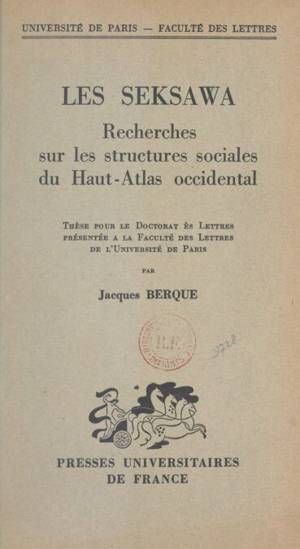 UNIVERSITÉ DE PARIS — FACULTÉ DES LETTRES
LES SEKSAWA
Recherches
sur les structures sociales
du Haut-Atlas occidental
THÈSE POUR LE DOCTORAT ÈS LETTRES
PRÉSENTÉE A LA FACULTÉ DES LETTRES
DE L'UNIVERSITÉ DE PARIS
PAR
Jacques BERQUE
PRESSES UNIVERSITAIRES
DE FRANCE